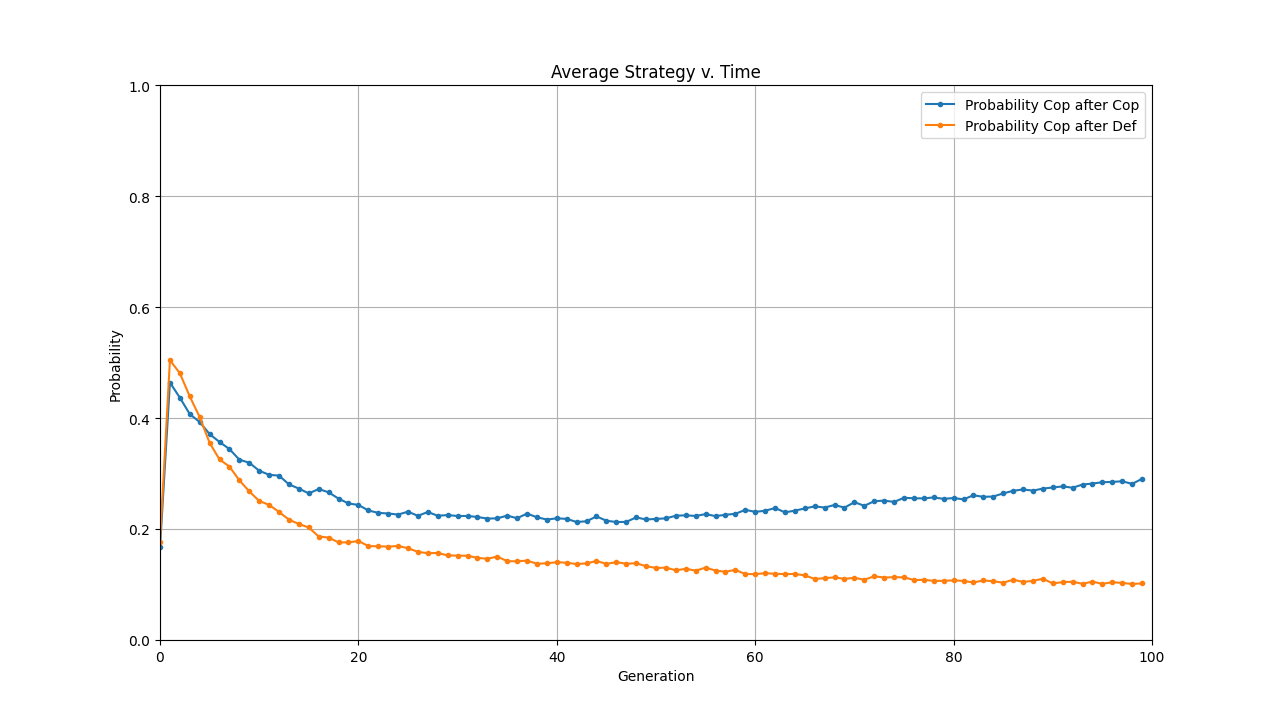 Average Strategy v. Time
Probability Cop after Cop
Probability Cop after Def
Probability
1.0
0.8
0.6
0.4
0.2
0.0
0 20 40 60 80 100
Generation